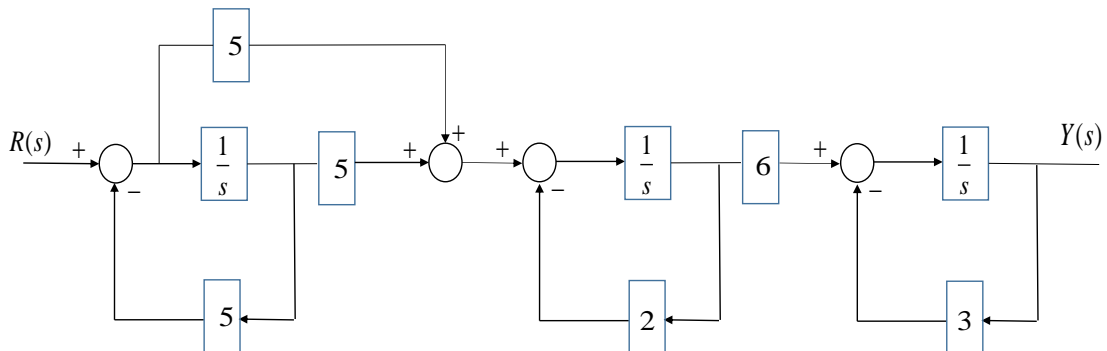 5
+
R(s) + 1/s 5 + + + 1/s 6 + 1/s Y(s)
− − −
5 2 3